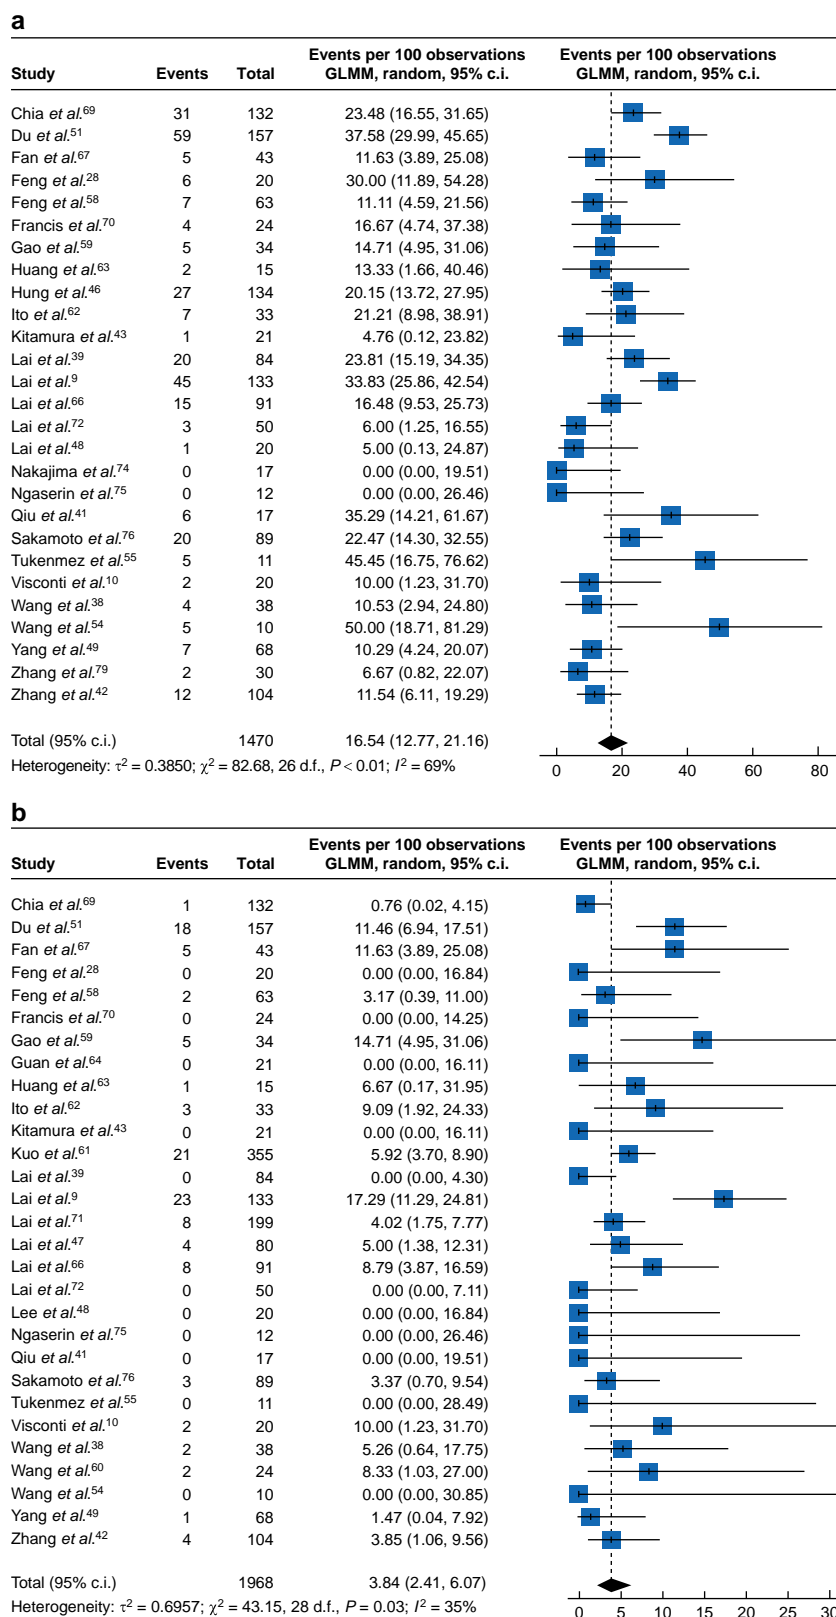 a
Events per 100 observations Events per 100 observations
Study Events Total GLMM, random, 95% c.i. GLMM, random, 95% c.i.
Chia et al.69 31 132 23.48 (16.55, 31.65)
Du et al.51 59 157 37.58 (29.99, 45.65)
Fan et al.67 5 43 11.63 (3.89, 25.08)
Feng et al.28 6 20 30.00 (11.89, 54.28)
Feng et al.58 7 63 11.11 (4.59, 21.56)
Francis et al.70 4 24 16.67 (4.74, 37.38)
Gao et al.59 5 34 14.71 (4.95, 31.06)
Huang et al.63 2 15 13.33 (1.66, 40.46)
Hung et al.46 27 134 20.15 (13.72, 27.95)
Ito et al.62 7 33 21.21 (8.98, 38.91)
Kitamura et al.43 1 21 4.76 (0.12, 23.82)
Lai et al.39 20 84 23.81 (15.19, 34.35)
Lai et al.9 45 133 33.83 (25.86, 42.54)
Lai et al.66 15 91 16.48 (9.53, 25.73)
Lai et al.72 3 50 6.00 (1.25, 16.55)
Lai et al.48 1 20 5.00 (0.13, 24.87)
Nakajima et al.74 0 17 0.00 (0.00, 19.51)
Ngaserin et al.75 0 12 0.00 (0.00, 26.46)
Qiu et al.41 6 17 35.29 (14.21, 61.67)
Sakamoto et al.76 20 89 22.47 (14.30, 32.55)
Tukenmez et al.55 5 11 45.45 (16.75, 76.62)
Visconti et al.10 2 20 10.00 (1.23, 31.70)
Wang et al.38 4 38 10.53 (2.94, 24.80)
Wang et al.54 5 10 50.00 (18.71, 81.29)
Yang et al.49 7 68 10.29 (4.24, 20.07)
Zhang et al.79 2 30 6.67 (0.82, 22.07)
Zhang et al.42 12 104 11.54 (6.11, 19.29)
Total (95% c.i.) 1470 16.54 (12.77, 21.16)
Heterogeneity: τ2 = 0.3850; χ2 = 82.68, 26 d.f., P < 0.01; I2 = 69%
0 20 40 60 80
b
Events per 100 observations Events per 100 observations
Study Events Total GLMM, random, 95% c.i. GLMM, random, 95% c.i.
Chia et al.69 1 132 0.76 (0.02, 4.15)
Du et al.51 18 157 11.46 (6.94, 17.51)
Fan et al.67 5 43 11.63 (3.89, 25.08)
Feng et al.28 0 20 0.00 (0.00, 16.84)
Feng et al.58 2 63 3.17 (0.39, 11.00)
Francis et al.70 0 24 0.00 (0.00, 14.25)
Gao et al.59 5 34 14.71 (4.95, 31.06)
Guan et al.64 0 21 0.00 (0.00, 16.11)
Huang et al.63 1 15 6.67 (0.17, 31.95)
Ito et al.62 3 33 9.09 (1.92, 24.33)
Kitamura et al.43 0 21 0.00 (0.00, 16.11)
Kuo et al.61 21 355 5.92 (3.70, 8.90)
Lai et al.39 0 84 0.00 (0.00, 4.30)
Lai et al.9 23 133 17.29 (11.29, 24.81)
Lai et al.71 8 199 4.02 (1.75, 7.77)
Lai et al.47 4 80 5.00 (1.38, 12.31)
Lai et al.66 8 91 8.79 (3.87, 16.59)
Lai et al.72 0 50 0.00 (0.00, 7.11)
Lee et al.48 0 20 0.00 (0.00, 16.84)
Ngaserin et al.75 0 12 0.00 (0.00, 26.46)
Qiu et al.41 0 17 0.00 (0.00, 19.51)
Sakamoto et al.76 3 89 3.37 (0.70, 9.54)
Tukenmez et al.55 0 11 0.00 (0.00, 28.49)
Visconti et al.10 2 20 10.00 (1.23, 31.70)
Wang et al.38 2 38 5.26 (0.64, 17.75)
Wang et al.60 2 24 8.33 (1.03, 27.00)
Wang et al.54 0 10 0.00 (0.00, 30.85)
Yang et al.49 1 68 1.47 (0.04, 7.92)
Zhang et al.42 4 104 3.85 (1.06, 9.56)
Total (95% c.i.) 1968 3.84 (2.41, 6.07)
Heterogeneity: τ2 = 0.6957; χ2 = 43.15, 28 d.f., P = 0.03; I2 = 35%
0 5 10 15 20 25 30